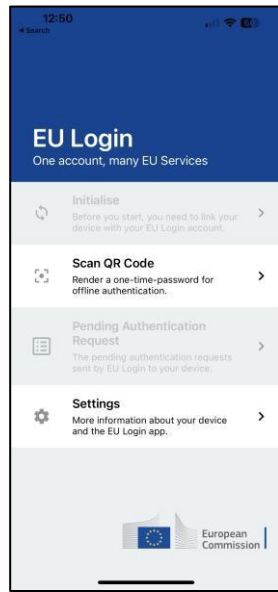 12:50
◀ Search
EU Login
One account, many EU Services
Initialise
Before you start, you need to link your
device with your EU Login account.
Scan QR Code
Render a one-time-password for
offline authentication.
Pending Authentication
Request
The pending authentication requests
sent by EU Login to your device.
Settings
More information about your device
and the EU Login app.
European
Commission